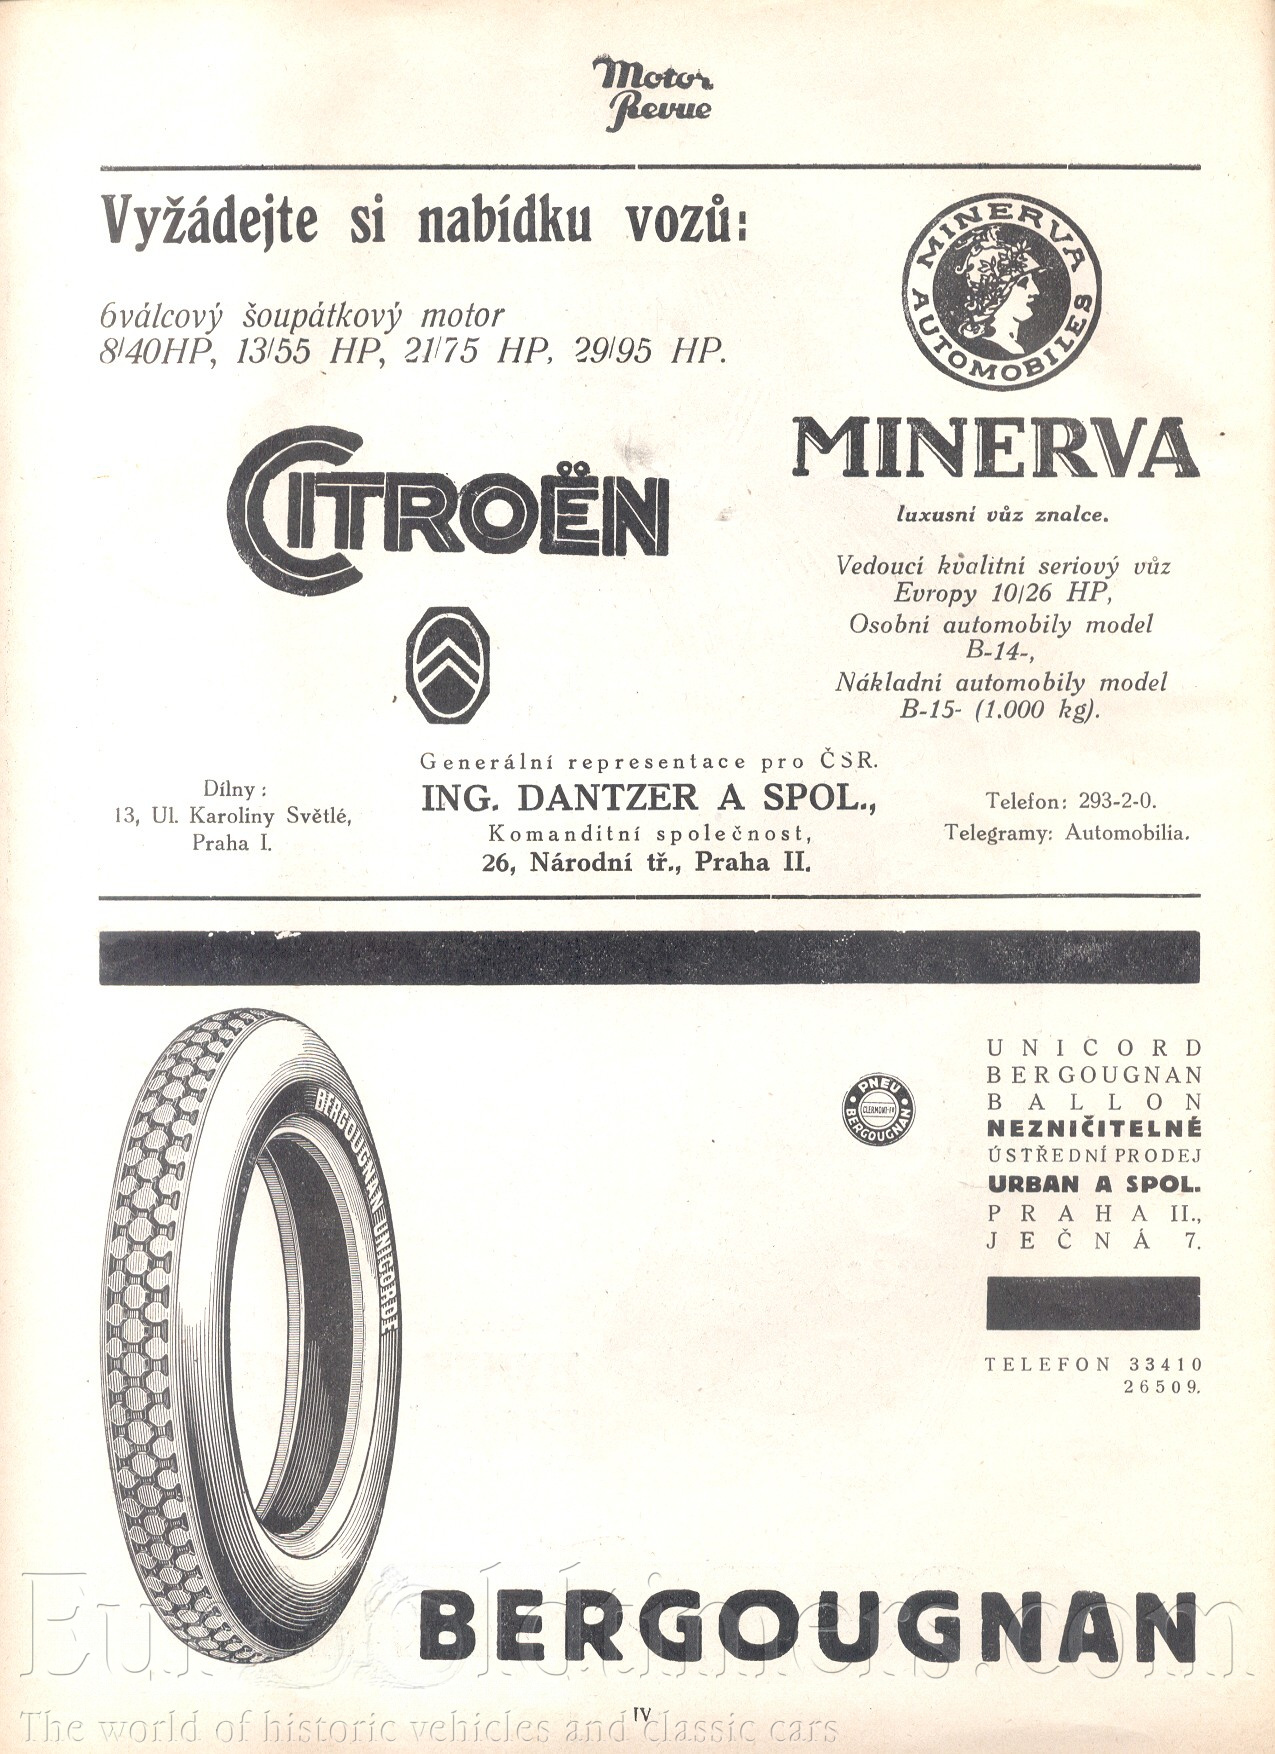 Motor
Revue
Vyžádejte si nabídku vozů:
6válcový šoupátkový motor
8/40HP, 13/55 HP, 21/75 HP, 29/95 HP.
MINERVA
AUTOMOBILES
MINERVA
luxusní vůz znalce.
CITROËN
Vedoucí kvalitní seriový vůz
Evropy 10/26 HP,
Osobní automobily model
B-14-,
Nákladní automobily model
B-15- (1.000 kg).
Generální representace pro ČSR.
ING. DANTZER A SPOL.,
Komanditní společnost,
26, Národní tř., Praha II.
Dílny:
13, Ul. Karoliny Světlé,
Praha I.
Telefon: 293-2-0.
Telegramy: Automobilia.
BERGOUGNAN UNICORDE
PNEU
CLERMONT-FD
BERGOUGNAN
UNICORD
BERGOUGNAN
BALLON
NEZNIČITELNÉ
ÚSTŘEDNÍ PRODEJ
URBAN A SPOL.
PRAHA II.,
JEČNÁ 7.
TELEFON 33410
26509.
BERGOUGNAN
EuroOldtimers.com
The world of historic vehicles and classic cars
IV